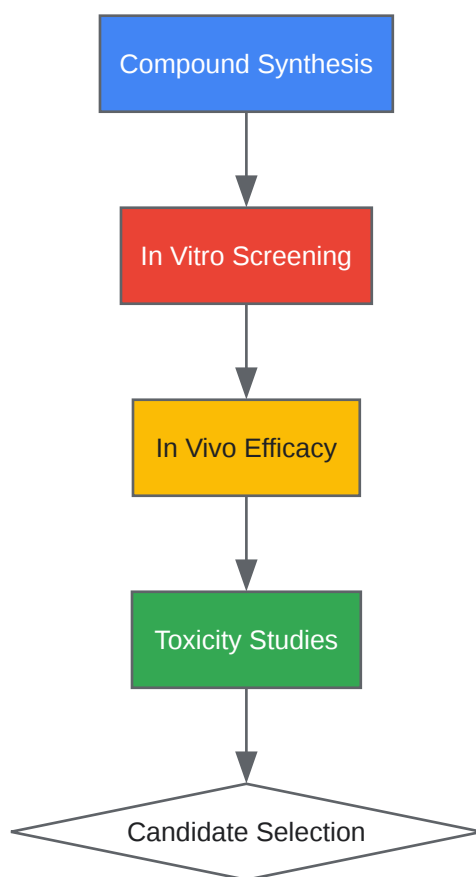 Compound Synthesis
In Vitro Screening
In Vivo Efficacy
Toxicity Studies
Candidate Selection